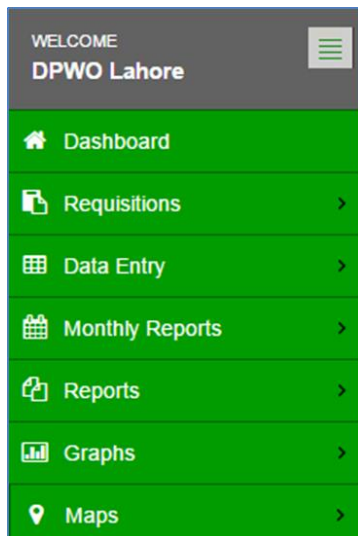 WELCOME
DPWO Lahore
Dashboard
Requisitions
Data Entry
Monthly Reports
Reports
Graphs
Maps